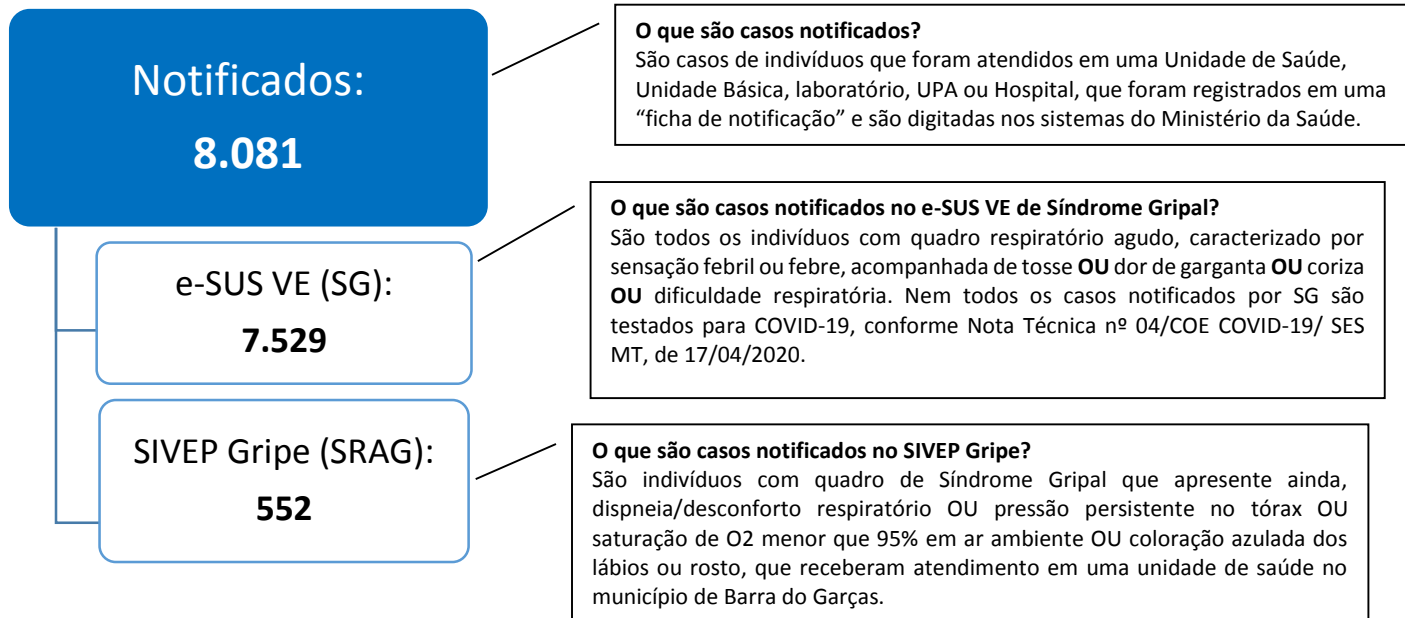 Notificados:
8.081
O que são casos notificados?
São casos de indivíduos que foram atendidos em uma Unidade de Saúde,
Unidade Básica, laboratório, UPA ou Hospital, que foram registrados em uma
“ficha de notificação” e são digitadas nos sistemas do Ministério da Saúde.
e-SUS VE (SG):
7.529
O que são casos notificados no e-SUS VE de Síndrome Gripal?
São todos os indivíduos com quadro respiratório agudo, caracterizado por
sensação febril ou febre, acompanhada de tosse OU dor de garganta OU coriza
OU dificuldade respiratória. Nem todos os casos notificados por SG são
testados para COVID-19, conforme Nota Técnica nº 04/COE COVID-19/ SES
MT, de 17/04/2020.
SIVEP Gripe (SRAG):
552
O que são casos notificados no SIVEP Gripe?
São indivíduos com quadro de Síndrome Gripal que apresente ainda,
dispneia/desconforto respiratório OU pressão persistente no tórax OU
saturação de O2 menor que 95% em ar ambiente OU coloração azulada dos
lábios ou rosto, que receberam atendimento em uma unidade de saúde no
município de Barra do Garças.